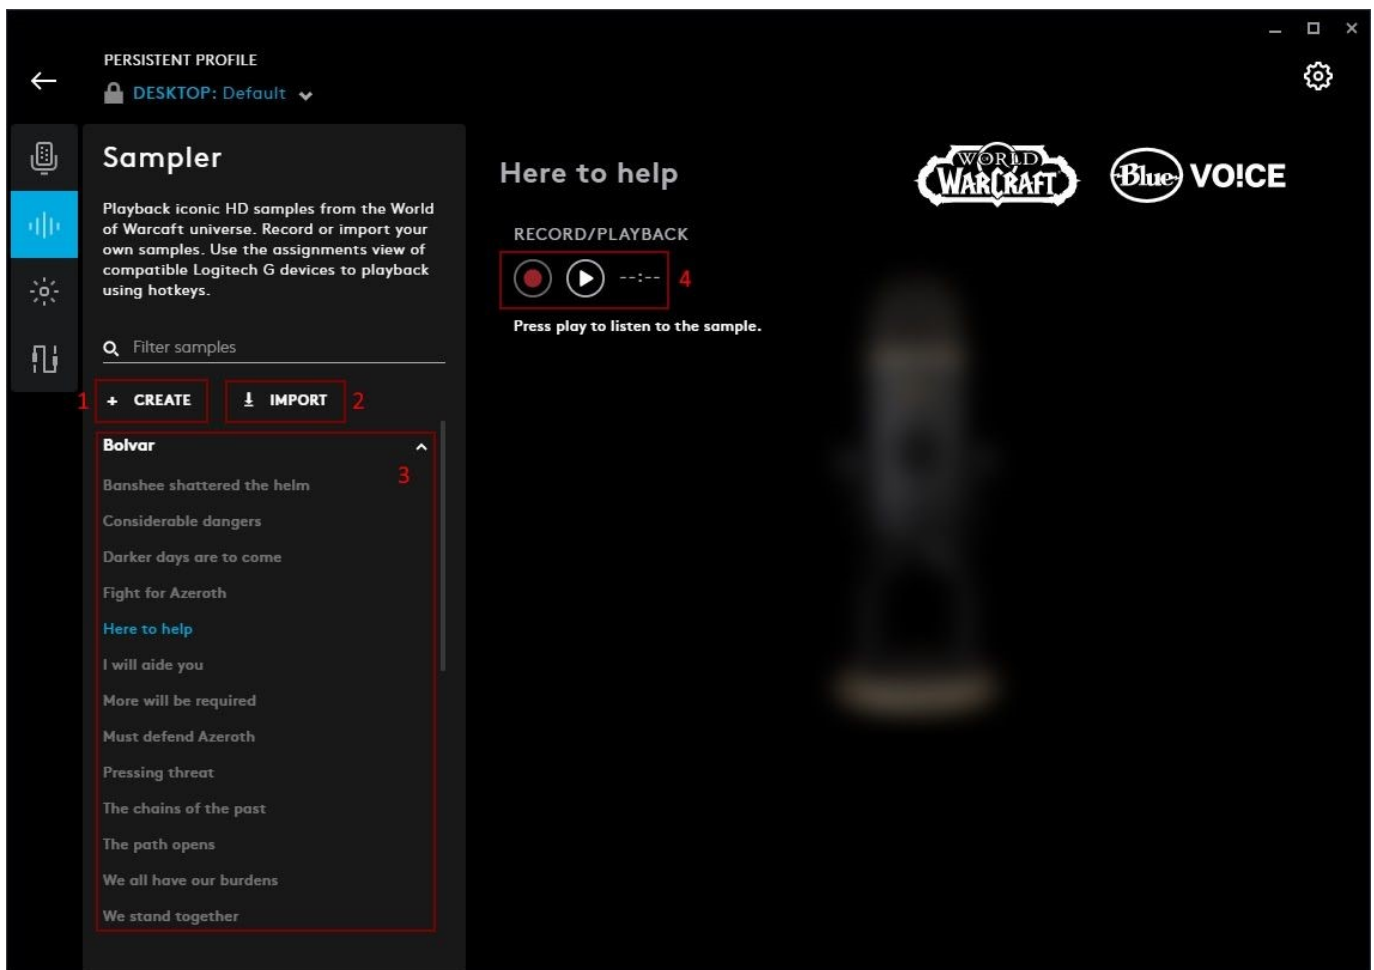 PERSISTENT PROFILE
DESKTOP: Default
Sampler
Playback iconic HD samples from the World
of Warcaft universe. Record or import your
own samples. Use the assignments view of
compatible Logitech G devices to playback
using hotkeys.
Filter samples
1 + CREATE IMPORT 2
Bolvar
3
Banshee shattered the helm
Considerable dangers
Darker days are to come
Fight for Azeroth
Here to help
I will aide you
More will be required
Must defend Azeroth
Pressing threat
The chains of the past
The path opens
We all have our burdens
We stand together
Here to help
WORLD
WARCRAFT
Blue VO!CE
RECORD/PLAYBACK
--:-- 4
Press play to listen to the sample.